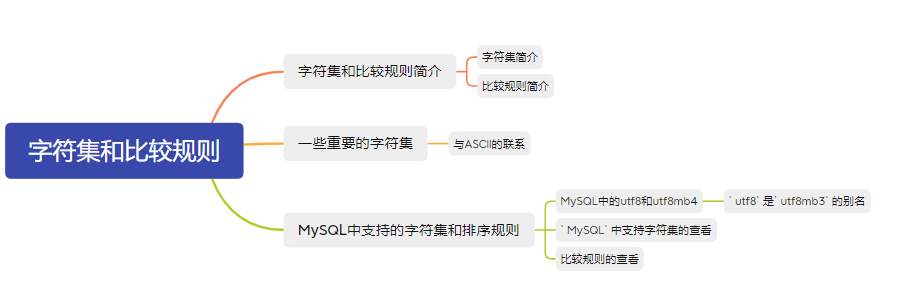 字符集和比较规则
字符集和比较规则简介
字符集简介
比较规则简介
一些重要的字符集
与ASCII的联系
MySQL中支持的字符集和排序规则
MySQL中的utf8和utf8mb4
`utf8`是`utf8mb3`的别名
`MySQL`中支持字符集的查看
比较规则的查看